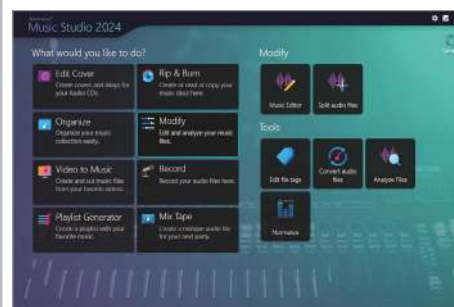 Music Studio 2024
What would you like to do?
Edit Cover
Create covers and inlays for
your Audio CDs.
Rip & Burn
Create or read or copy your
music discs here.
Organize
Organize your music
collection easily.
Modify
Edit and analyze your music
files.
Video to Music
Create and cut music files
from your favorite videos.
Record
Record your audio files here.
Playlist Generator
Create a playlist with your
favorite music.
Mix Tape
Create a mixtape audio file
for your next party.
Modify
Music Editor
Split audio files
Tools
Edit file tags
Convert audio
files
Analyze Files
Normalize